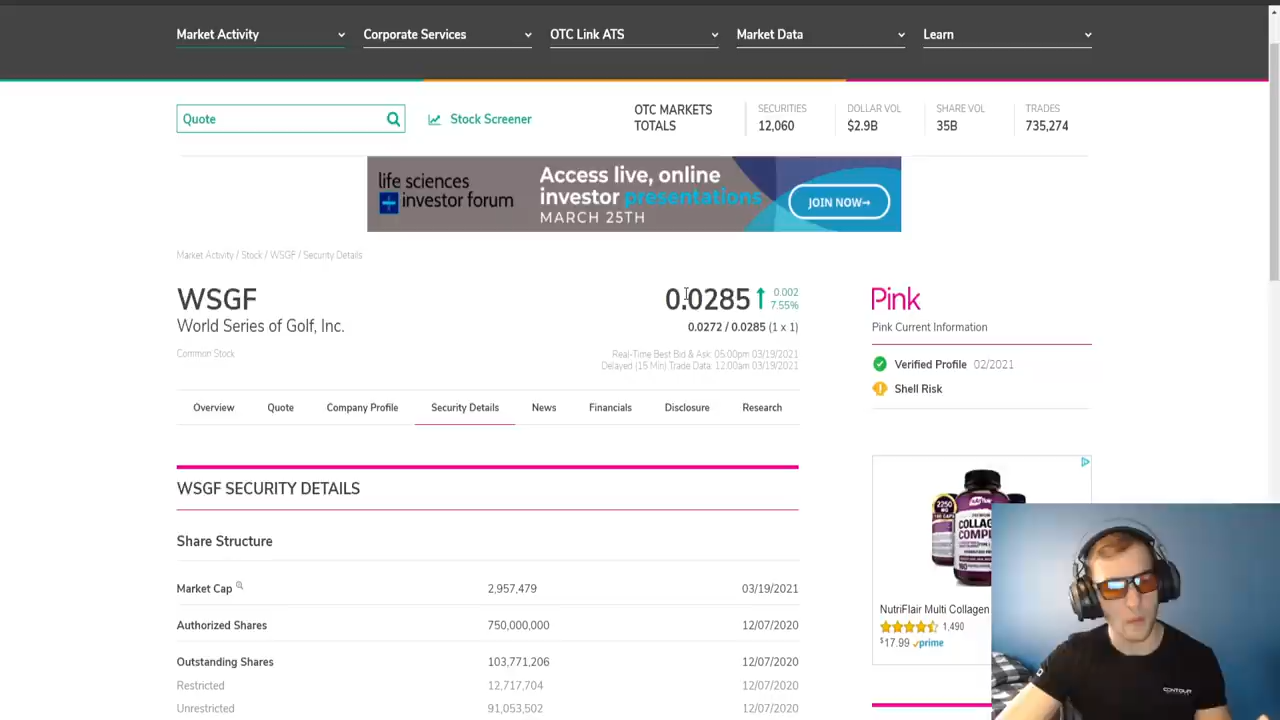 Market Activity Corporate Services OTC Link ATS Market Data Learn
Quote
Stock Screener
OTC MARKETS TOTALS
SECURITIES
12,060
DOLLAR VOL
$2.9B
SHARE VOL
35B
TRADES
735,274
life sciences
investor forum
Access live, online
investor presentations
MARCH 25TH
JOIN NOW→
Market Activity / Stock / WSGF / Security Details
WSGF
World Series of Golf, Inc.
Common Stock
0.0285 0.002
7.55%
0.0272 / 0.0285 (1 x 1)
Real-Time Best Bid & Ask: 05:00pm 03/19/2021
Delayed (15 Min) Trade Data: 12:00am 03/19/2021
Pink
Pink Current Information
Verified Profile 02/2021
Shell Risk
Overview Quote Company Profile Security Details News Financials Disclosure Research
WSGF SECURITY DETAILS
Share Structure
Market Cap 2,957,479 03/19/2021
Authorized Shares 750,000,000 12/07/2020
Outstanding Shares 103,771,206 12/07/2020
Restricted 12,717,704 12/07/2020
Unrestricted 91,053,502 12/07/2020
2250
COLLAG
COMPL
NutriFlair Multi Collagen
1,490
$17.99 prime
CONTOUR